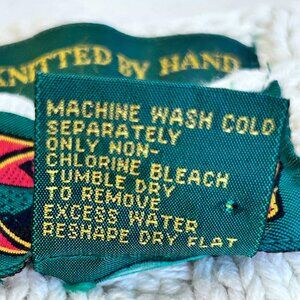 KNITTED BY HAND
MACHINE WASH COLD
SEPARATELY
ONLY NON-
CHLORINE BLEACH
TUMBLE DRY
TO REMOVE
EXCESS WATER
RESHAPE DRY FLAT